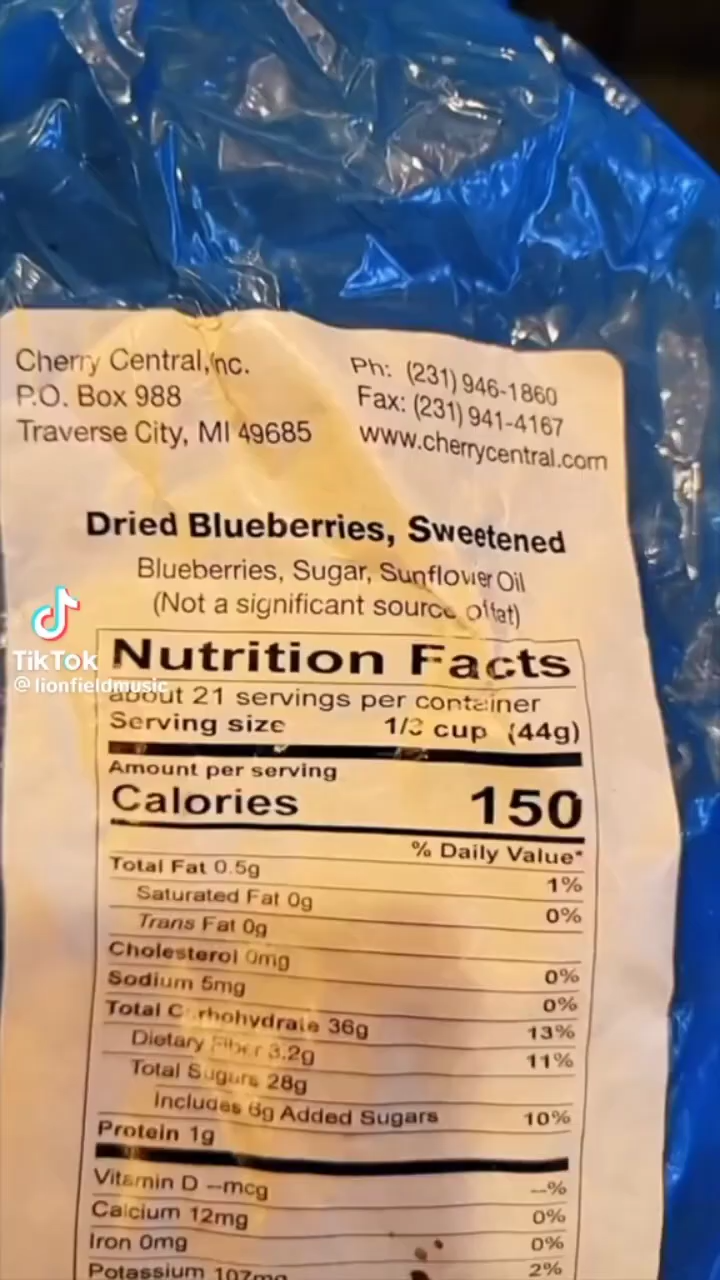 Cherry Central, Inc.
P.O. Box 988
Traverse City, MI 49685
Ph: (231) 946-1860
Fax: (231) 941-4167
www.cherrycentral.com
Dried Blueberries, Sweetened
Blueberries, Sugar, Sunflower Oil
(Not a significant source of fat)
TikTok
@lionfieldmusic
Nutrition Facts
about 21 servings per container
Serving size 1/3 cup (44g)
Amount per serving
Calories 150
% Daily Value*
Total Fat 0.5g 1%
Saturated Fat 0g 0%
Trans Fat 0g
Cholesterol 0mg 0%
Sodium 5mg 0%
Total Carbohydrate 36g 13%
Dietary Fiber 3.2g 11%
Total Sugars 28g
Includes 6g Added Sugars 10%
Protein 1g
Vitamin D --mcg --%
Calcium 12mg 0%
Iron 0mg 0%
Potassium 107mg 2%